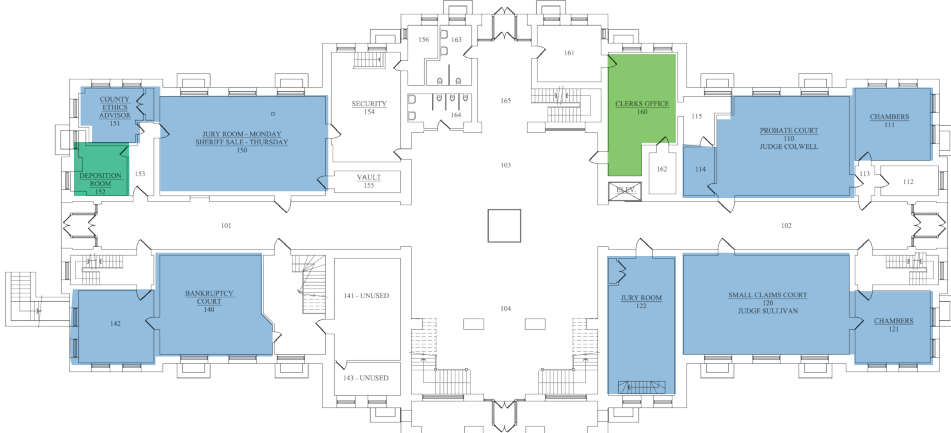 156
163
161
COUNTY
ETHICS
ADVISOR
151
JURY ROOM - MONDAY
SHERIFF SALE - THURSDAY
150
SECURITY
154
164
165
CLERKS OFFICE
160
115
PROBATE COURT
110
JUDGE COLWELL
CHAMBERS
111
DEPOSITION
ROOM
152
153
VAULT
155
103
162
114
113
112
ELEV.
101
102
142
BANKRUPTCY
COURT
140
141 - UNUSED
143 - UNUSED
104
JURY ROOM
122
SMALL CLAIMS COURT
120
JUDGE SULLIVAN
CHAMBERS
121